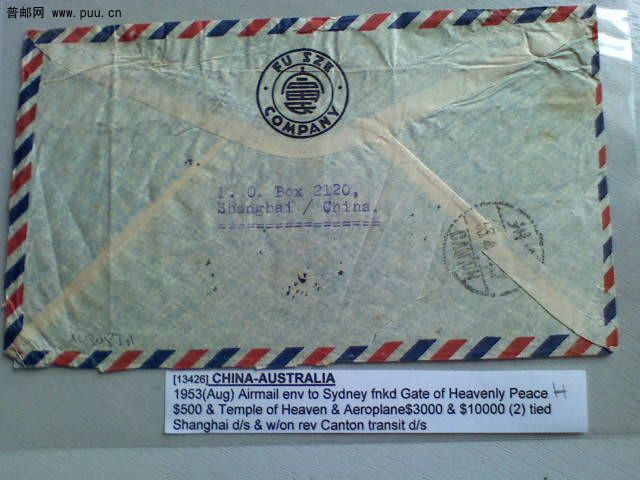 普邮网
www.puu.cn
FU SZE
COMPANY
P. O. Box 2120,
Shanghai / China.
==================
CANTON
[13426] CHINA-AUSTRALIA
1953(Aug) Airmail env to Sydney fnkd Gate of Heavenly Peace
$500 & Temple of Heaven & Aeroplane$3000 & $10000 (2) tied
Shanghai d/s & w/on rev Canton transit d/s